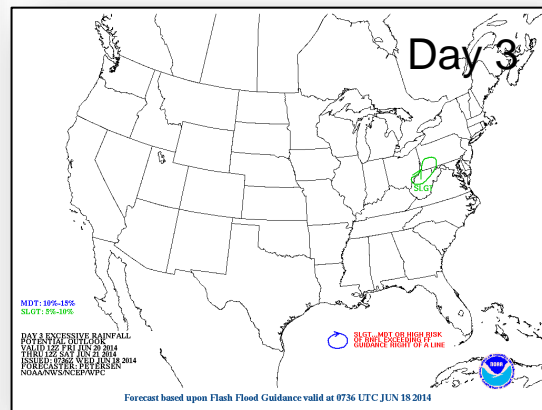 Day 3
SLGT
MDT: 10%-15%
SLGT: 5%-10%
DAY 3 EXCESSIVE RAINFALL
POTENTIAL OUTLOOK
VALID 12Z FRI JUN 20 2014
THRU 12Z SAT JUN 21 2014
ISSUED: 0736Z WED JUN 18 2014
FORECASTER: PETERSEN
NOAA/NWS/NCEP/WPC
SLGT...MDT OR HIGH RISK
OF RNFL EXCEEDING FF
GUIDANCE RIGHT OF A LINE
NOAA
Forecast based upon Flash Flood Guidance valid at 0736 UTC JUN 18 2014